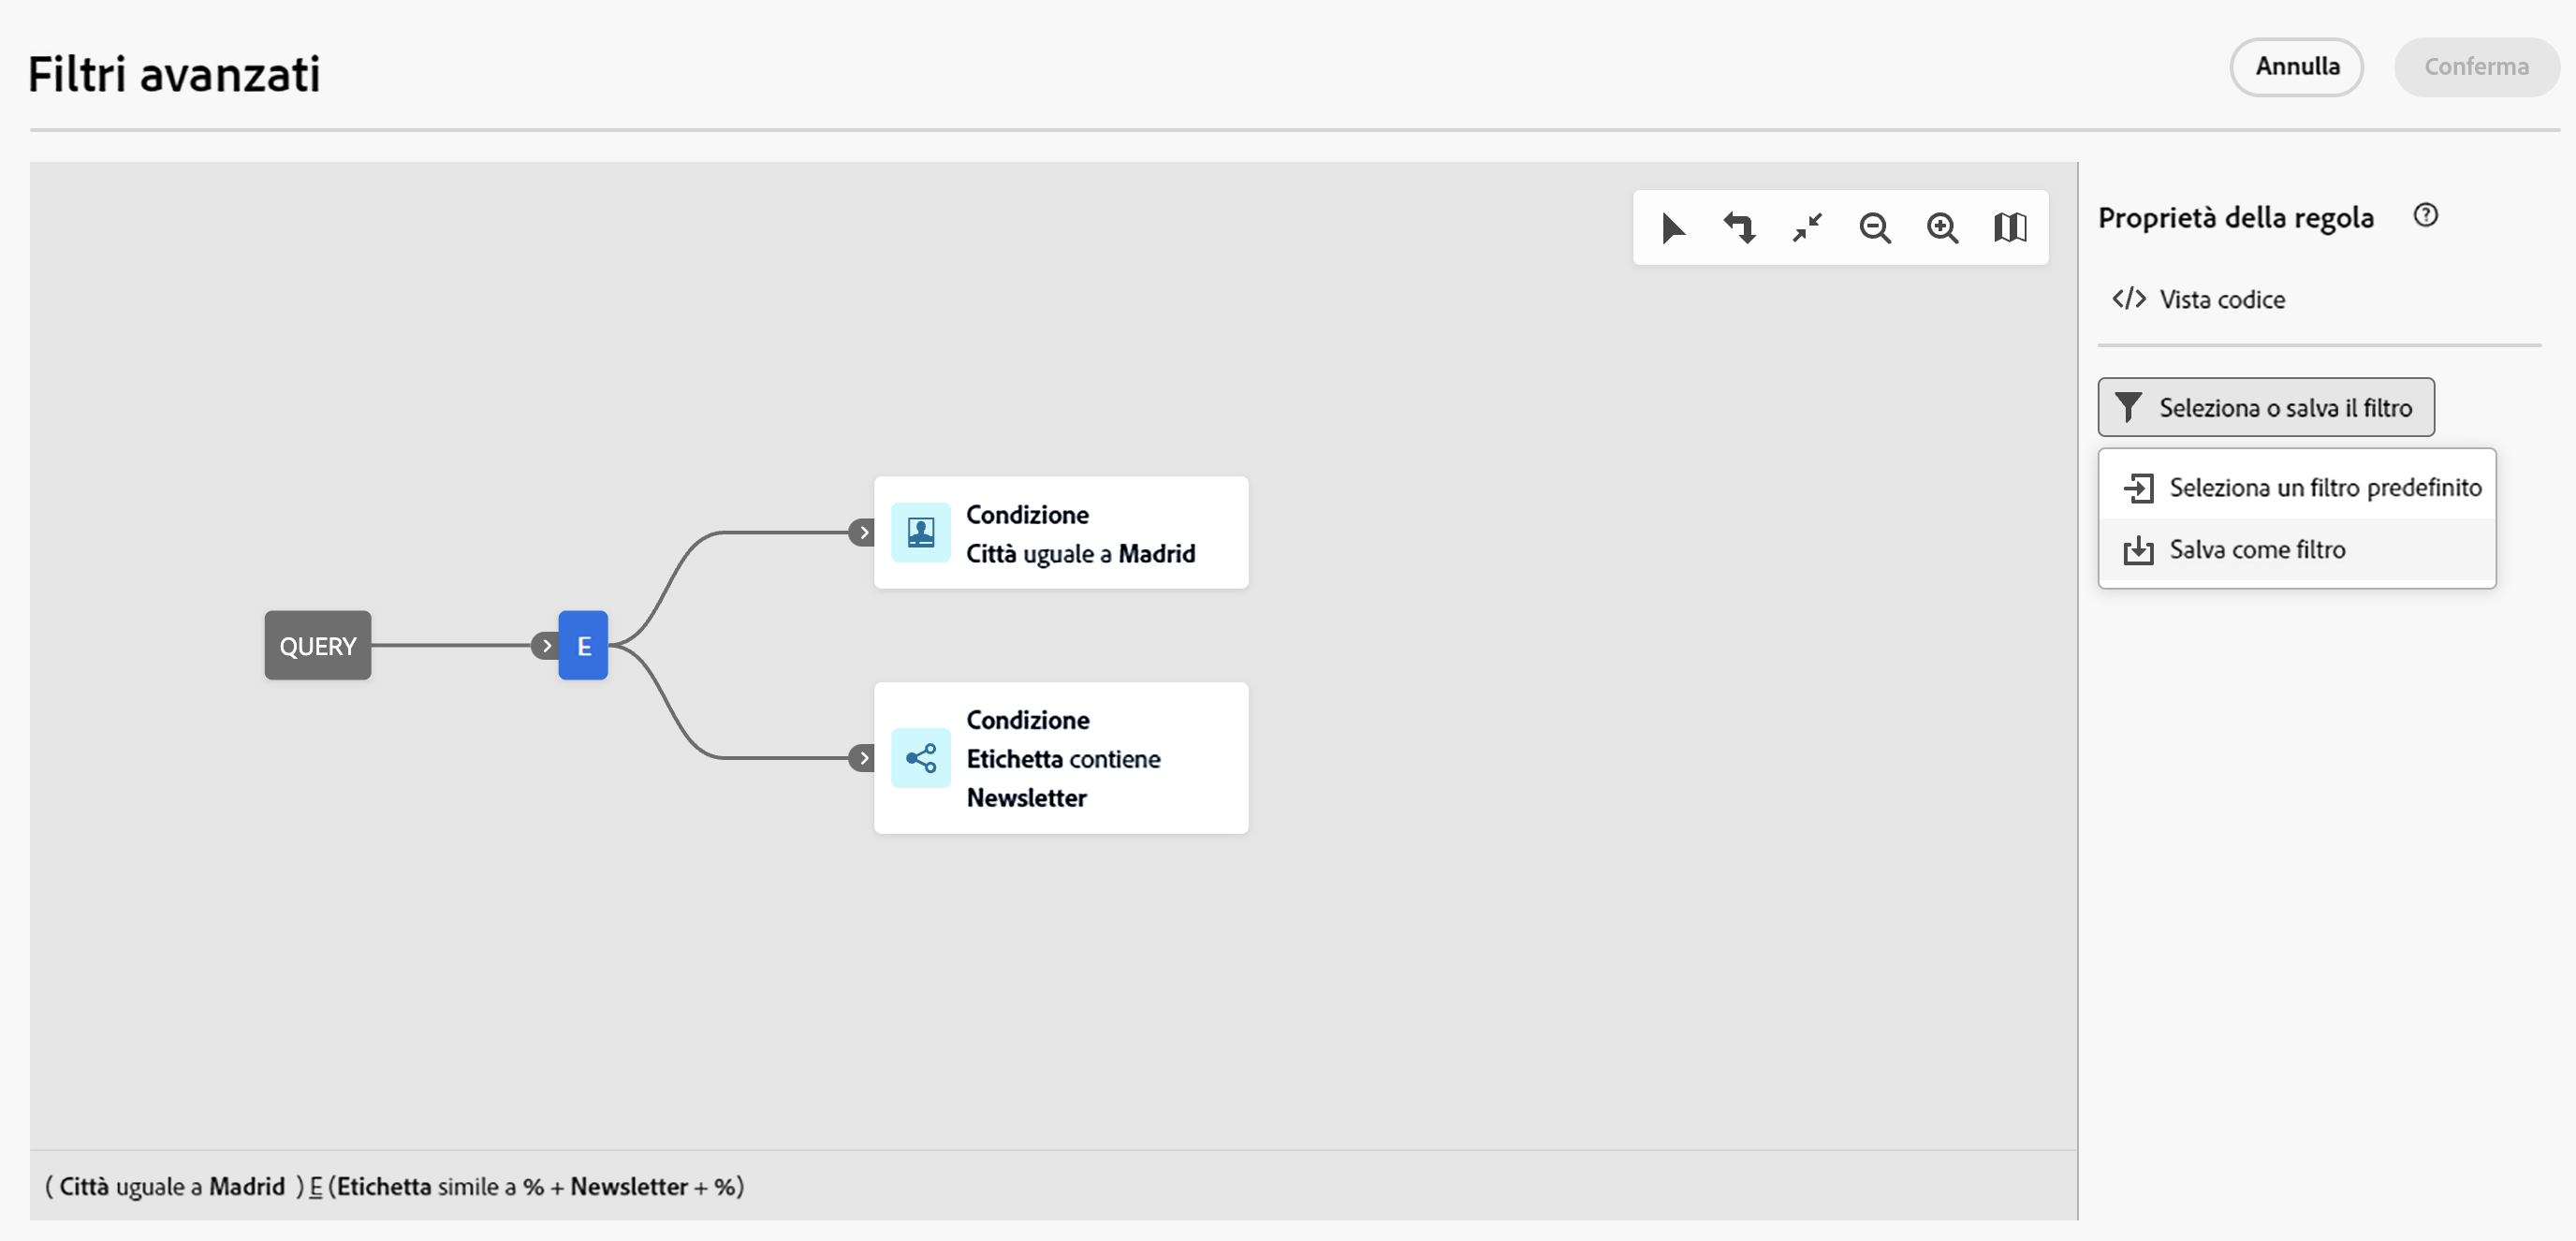 Filtri avanzati
Annulla
Conferma
Proprietà della regola
Vista codice
Seleziona o salva il filtro
Seleziona un filtro predefinito
Salva come filtro
Condizione
Città uguale a Madrid
QUERY
E
Condizione
Etichetta contiene
Newsletter
( Città uguale a Madrid ) E (Etichetta simile a % + Newsletter + %)